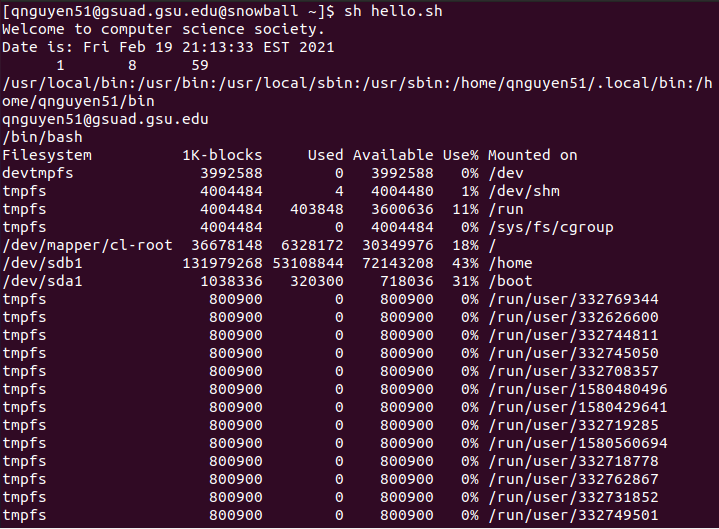 [qnguyen51@gsuad.gsu.edu@snowball ~]$ sh hello.sh
Welcome to computer science society.
Date is: Fri Feb 19 21:13:33 EST 2021
      1       8      59
/usr/local/bin:/usr/bin:/usr/local/sbin:/usr/sbin:/home/qnguyen51/.local/bin:/h
ome/qnguyen51/bin
qnguyen51@gsuad.gsu.edu
/bin/bash
Filesystem          1K-blocks     Used Available Use% Mounted on
devtmpfs              3992588        0   3992588   0% /dev
tmpfs                 4004484        4   4004480   1% /dev/shm
tmpfs                 4004484   403848   3600636  11% /run
tmpfs                 4004484        0   4004484   0% /sys/fs/cgroup
/dev/mapper/cl-root  36678148  6328172  30349976  18% /
/dev/sdb1           131979268 53108844  72143208  43% /home
/dev/sda1             1038336   320300    718036  31% /boot
tmpfs                  800900        0    800900   0% /run/user/332769344
tmpfs                  800900        0    800900   0% /run/user/332626600
tmpfs                  800900        0    800900   0% /run/user/332744811
tmpfs                  800900        0    800900   0% /run/user/332745050
tmpfs                  800900        0    800900   0% /run/user/332708357
tmpfs                  800900        0    800900   0% /run/user/1580480496
tmpfs                  800900        0    800900   0% /run/user/1580429641
tmpfs                  800900        0    800900   0% /run/user/332719285
tmpfs                  800900        0    800900   0% /run/user/1580560694
tmpfs                  800900        0    800900   0% /run/user/332718778
tmpfs                  800900        0    800900   0% /run/user/332762867
tmpfs                  800900        0    800900   0% /run/user/332731852
tmpfs                  800900        0    800900   0% /run/user/332749501